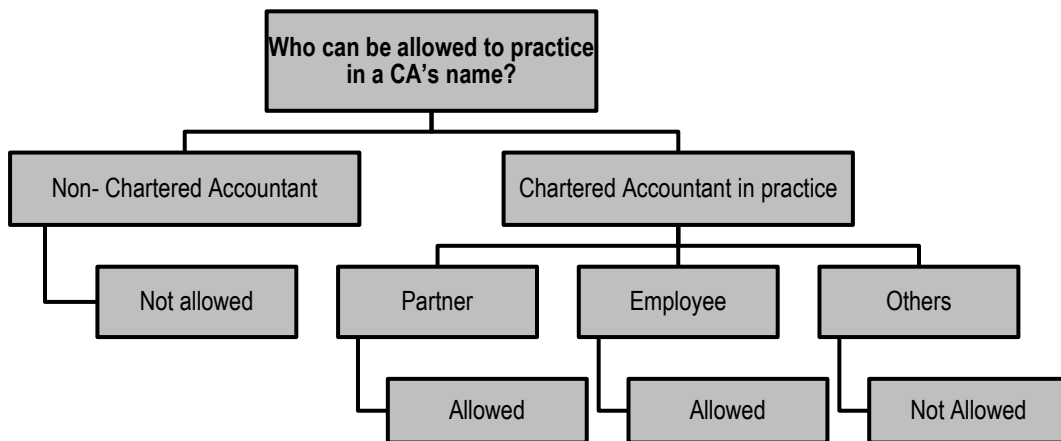 Who can be allowed to practice
in a CA’s name?
Non- Chartered Accountant
Chartered Accountant in practice
Not allowed
Partner
Employee
Others
Allowed
Allowed
Not Allowed